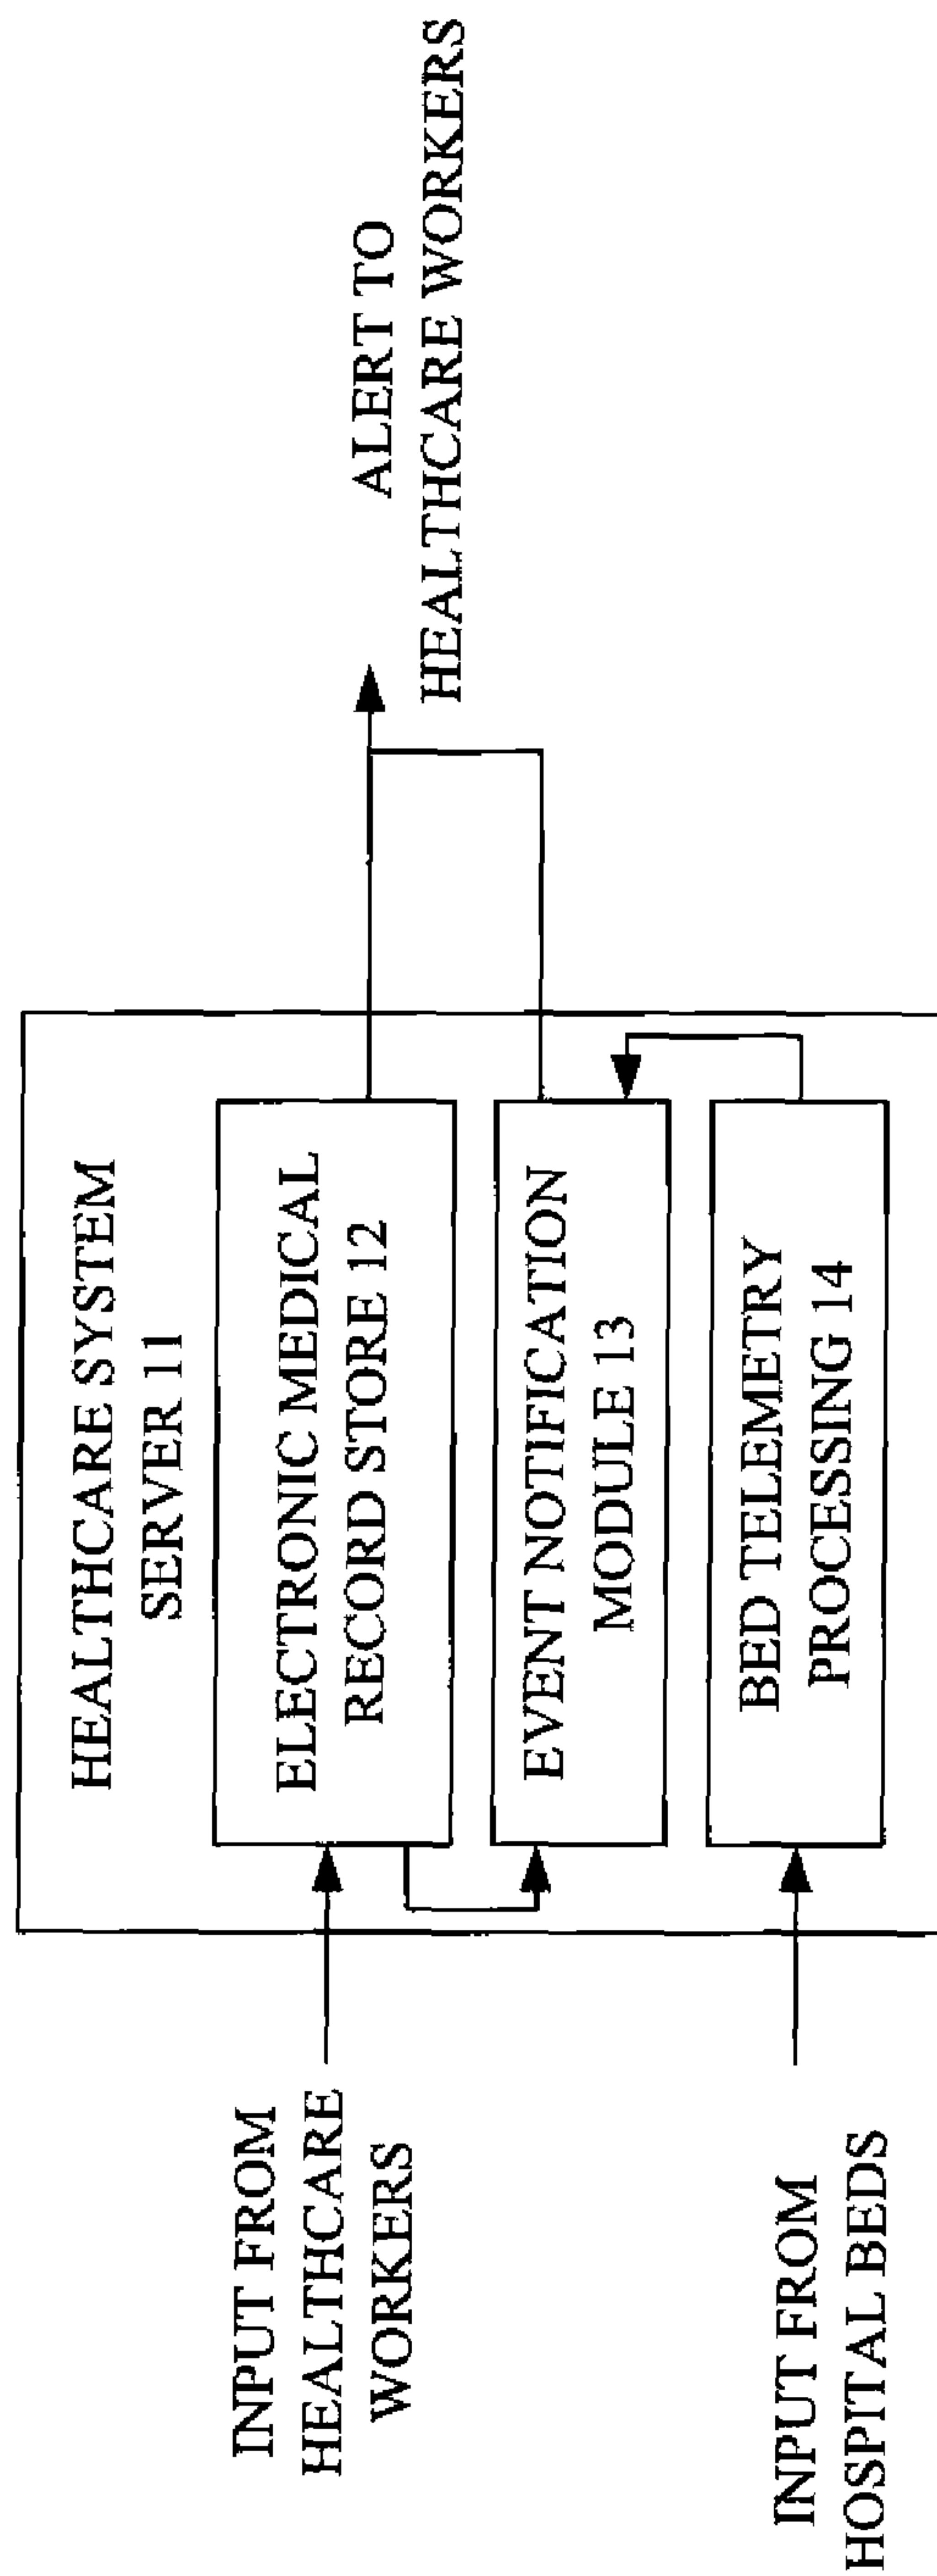 HEALTHCARE SYSTEM
SERVER 11
INPUT FROM
HEALTHCARE
WORKERS
ELECTRONIC MEDICAL
RECORD STORE 12
ALERT TO
HEALTHCARE WORKERS
EVENT NOTIFICATION
MODULE 13
INPUT FROM
HOSPITAL BEDS
BED TELEMETRY
PROCESSING 14